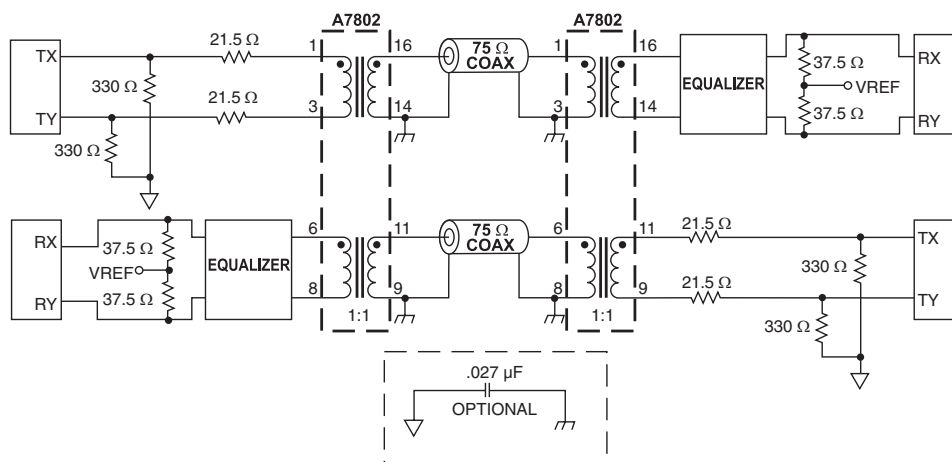 A7802
A7802
TX
TY
330 Ω
330 Ω
21.5 Ω
21.5 Ω
1
3
16
14
75 Ω
COAX
1
3
16
14
EQUALIZER
37.5 Ω
VREF
37.5 Ω
RX
RY
RX
RY
37.5 Ω
VREF
37.5 Ω
EQUALIZER
6
8
11
9
1:1
75 Ω
COAX
6
8
11
9
1:1
21.5 Ω
21.5 Ω
330 Ω
330 Ω
TX
TY
.027 µF
OPTIONAL